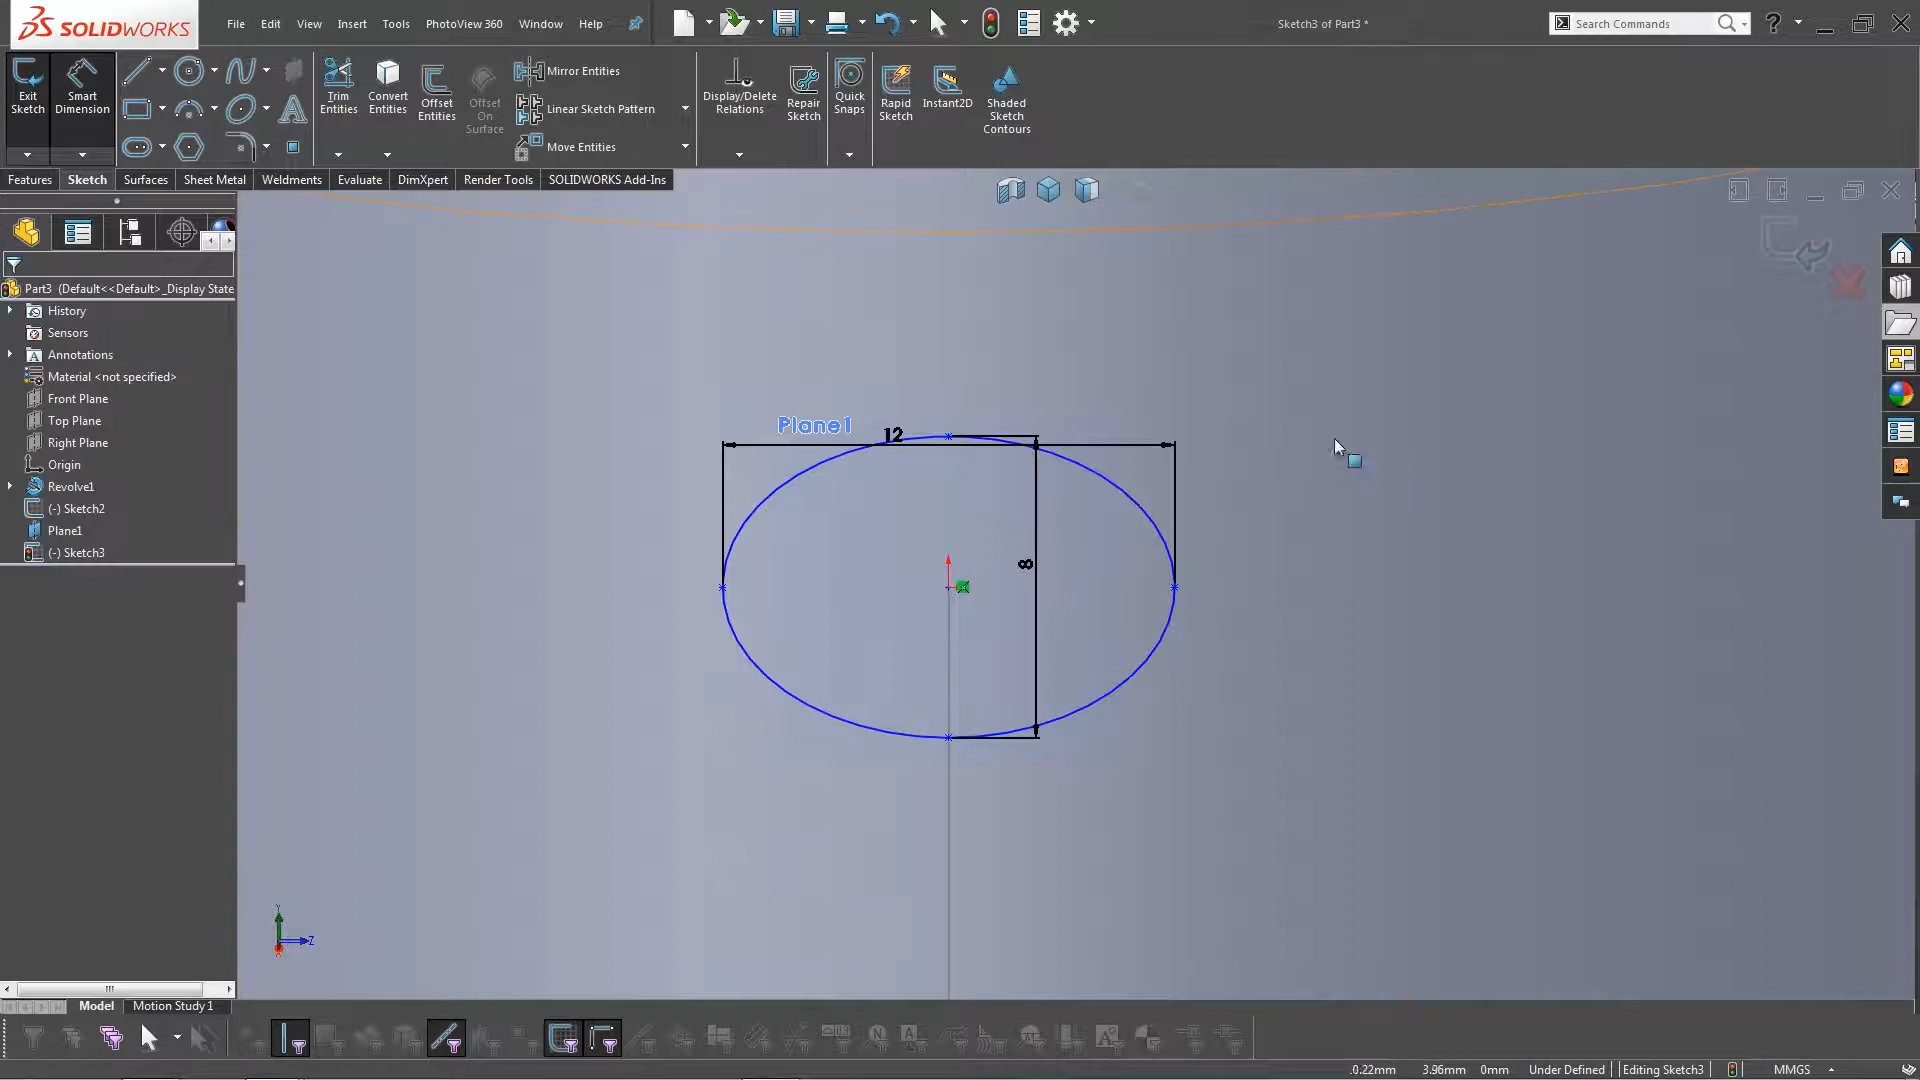 SOLIDWORKS
File Edit View Insert Tools PhotoView 360 Window Help
Sketch3 of Part3 *
Search Commands
Exit Sketch
Smart Dimension
Trim Entities
Convert Entities
Offset Entities
Offset On Surface
Mirror Entities
Linear Sketch Pattern
Move Entities
Display/Delete Relations
Repair Sketch
Quick Snaps
Rapid Sketch
Instant2D
Shaded Sketch Contours
Features Sketch Surfaces Sheet Metal Weldments Evaluate DimXpert Render Tools SOLIDWORKS Add-Ins
Part3 (Default<<Default>_Display State
History
Sensors
Annotations
Material <not specified>
Front Plane
Top Plane
Right Plane
Origin
Revolve1
(-) Sketch2
Plane1
(-) Sketch3
Plane1
12
8
Y
Z
Model Motion Study 1
.0.22mm 3.96mm 0mm Under Defined Editing Sketch3 MMGS